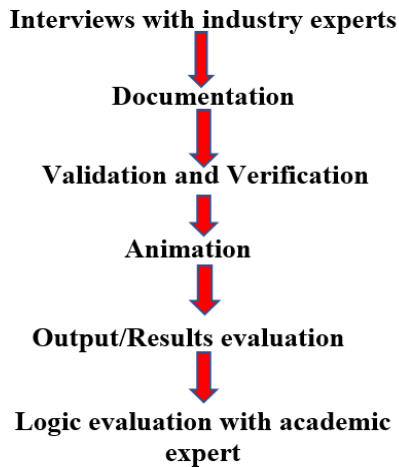 Interviews with industry experts
Documentation
Validation and Verification
Animation
Output/Results evaluation
Logic evaluation with academic
expert